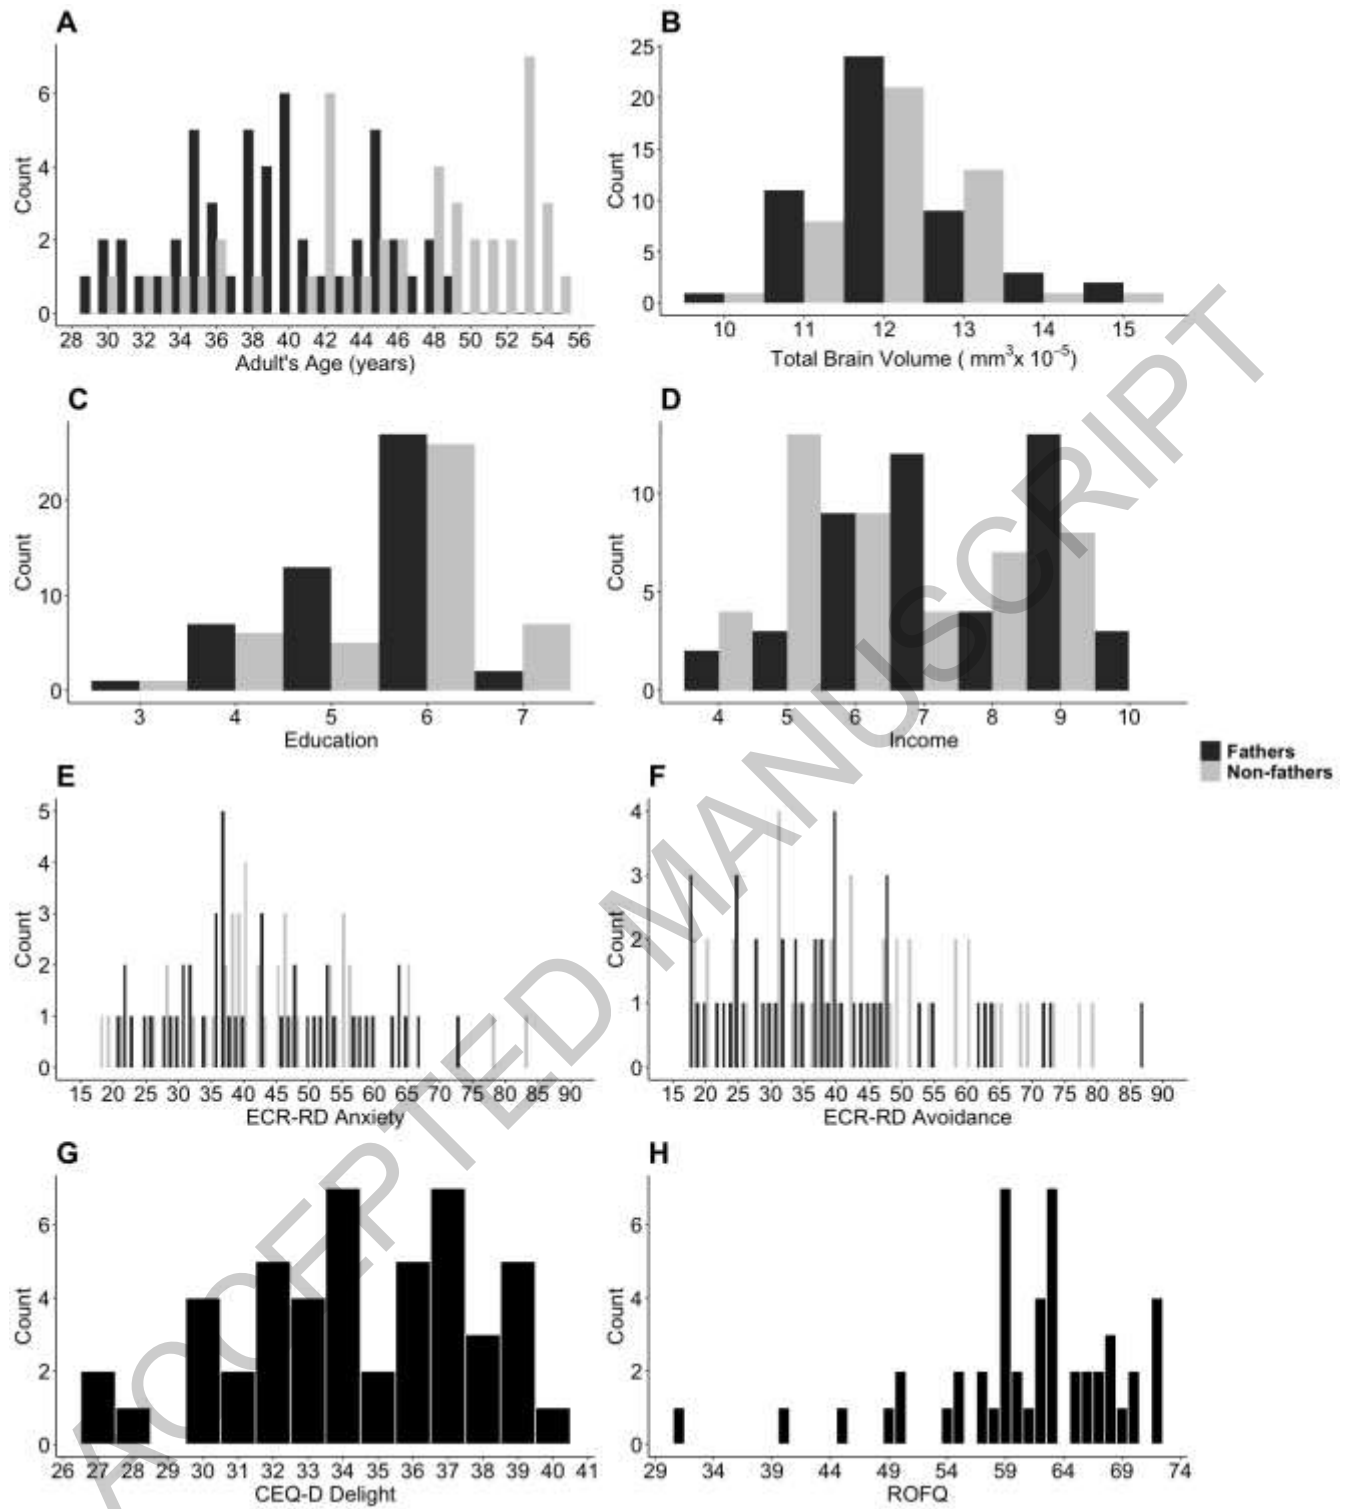 A
Count
6
4
2
0
28 30 32 34 36 38 40 42 44 46 48 50 52 54 56
Adult's Age (years)
B
Count
25
20
15
10
5
0
10 11 12 13 14 15
Total Brain Volume ( mm³x 10⁻⁵)
C
Count
20
10
0
3 4 5 6 7
Education
D
Count
10
5
0
4 5 6 7 8 9 10
Income
Fathers
Non-fathers
E
Count
5
4
3
2
1
0
15 20 25 30 35 40 45 50 55 60 65 70 75 80 85 90
ECR-RD Anxiety
F
Count
4
3
2
1
0
15 20 25 30 35 40 45 50 55 60 65 70 75 80 85 90
ECR-RD Avoidance
G
Count
6
4
2
0
26 27 28 29 30 31 32 33 34 35 36 37 38 39 40 41
CEQ-D Delight
H
Count
6
4
2
0
29 34 39 44 49 54 59 64 69 74
ROFQ
ACCEPTED MANUSCRIPT